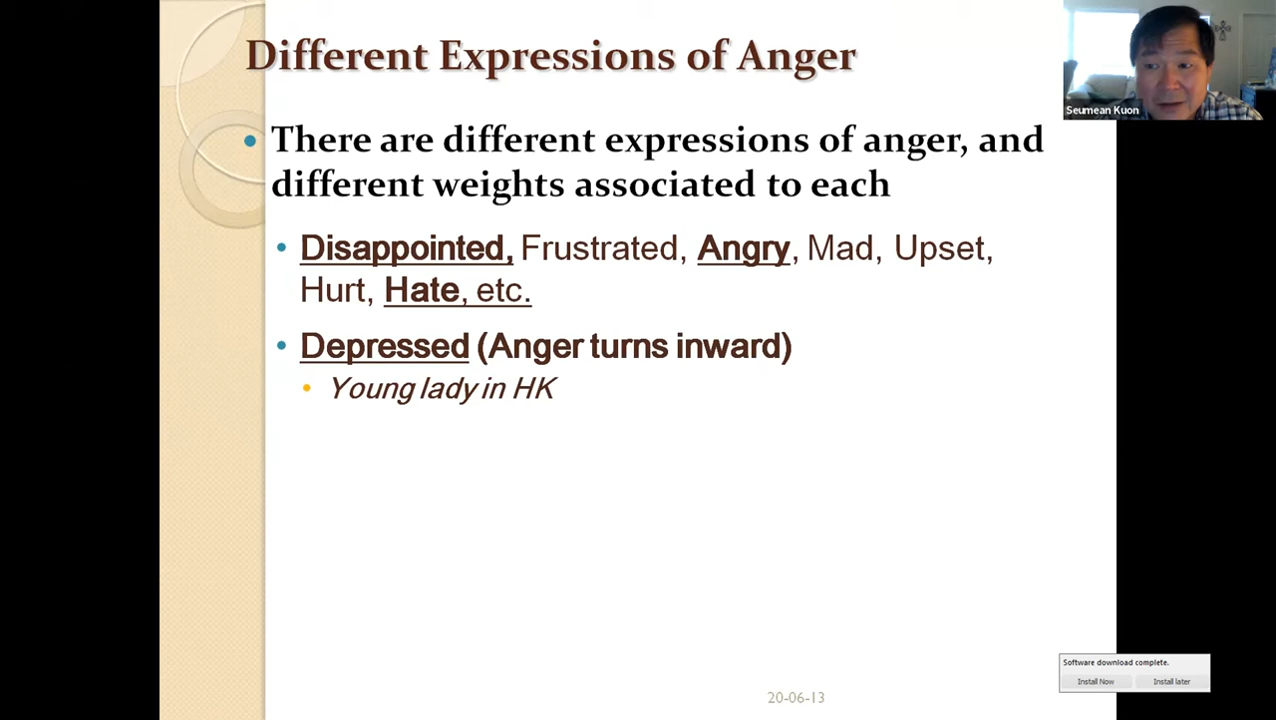 Different Expressions of Anger
Seumean Kuon
• There are different expressions of anger, and
different weights associated to each
• Disappointed, Frustrated, Angry, Mad, Upset,
Hurt, Hate, etc.
• Depressed (Anger turns inward)
• Young lady in HK
Software download complete.
Install Now Install later
20-06-13